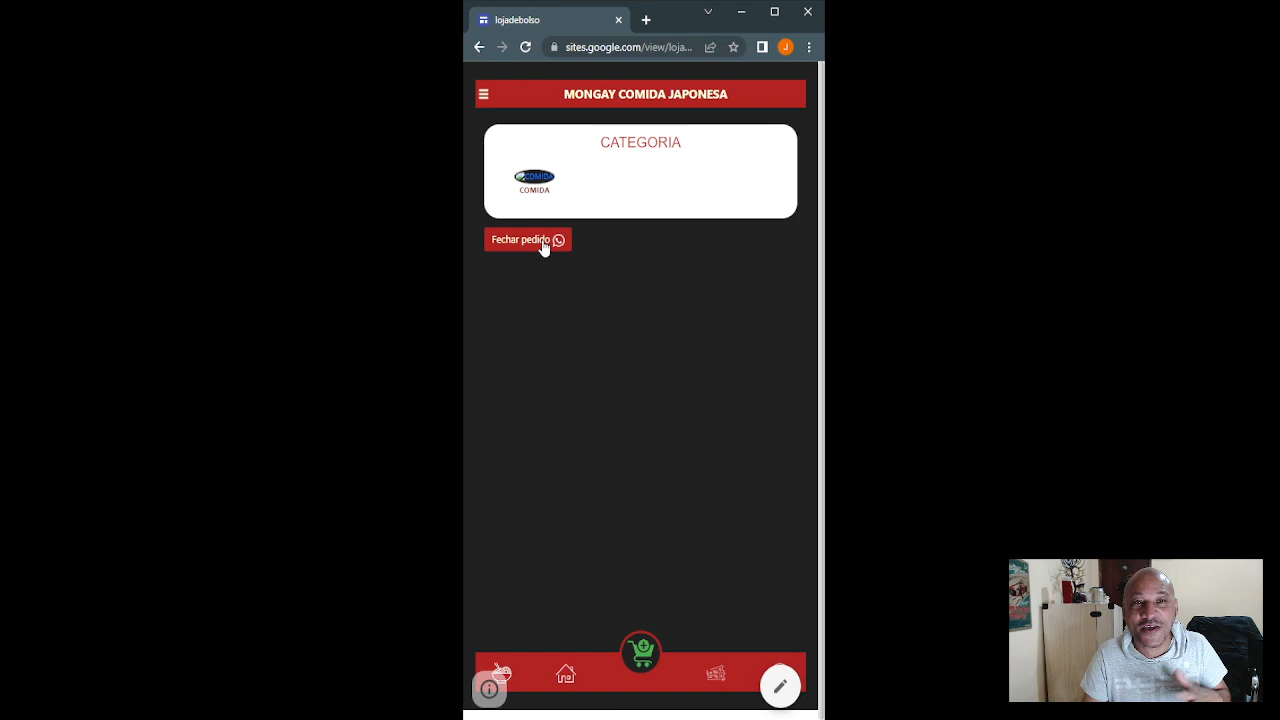 lojadebolso
sites.google.com/view/loja...
J
MONGAY COMIDA JAPONESA
CATEGORIA
COMIDA
COMIDA
Fechar pedido